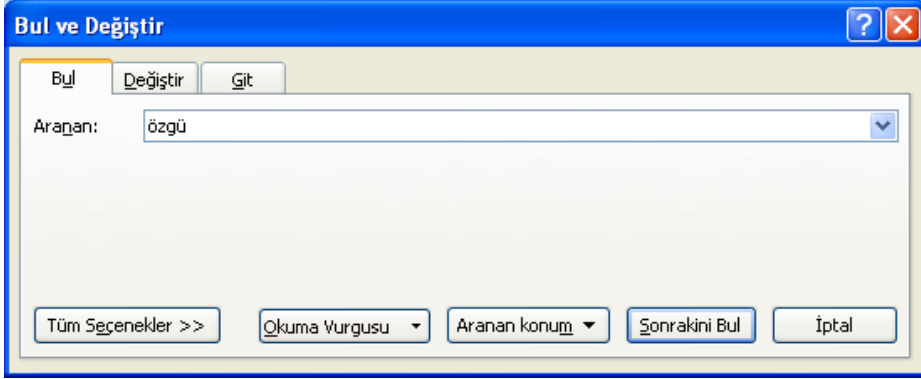 Bul ve Değiştir
Bul Değiştir Git
Aranan: özgü
Tüm Seçenekler >> Okuma Vurgusu Aranan konum Sonrakini Bul İptal